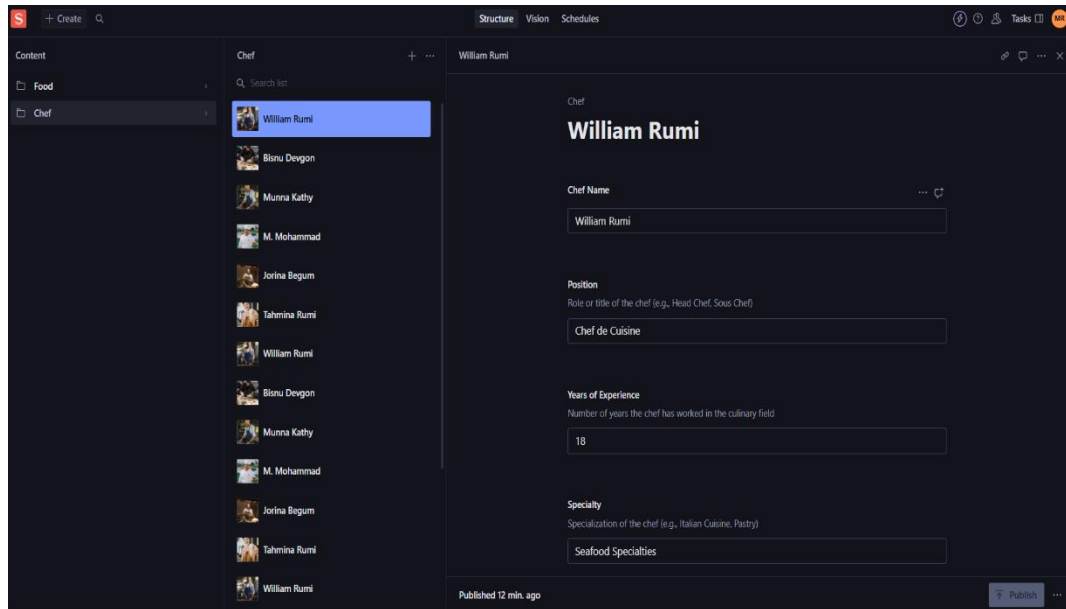 S
+ Create
Structure
Vision
Schedules
Tasks
MR
Content
Food
Chef
Chef
Search list
William Rumi
Bisnu Devgon
Munna Kathy
M. Mohammad
Jorina Begum
Tahmina Rumi
William Rumi
Bisnu Devgon
Munna Kathy
M. Mohammad
Jorina Begum
Tahmina Rumi
William Rumi
William Rumi
Chef
William Rumi
Chef Name
William Rumi
Position
Role or title of the chef (e.g., Head Chef, Sous Chef)
Chef de Cuisine
Years of Experience
Number of years the chef has worked in the culinary field
18
Specialty
Specialization of the chef (e.g., Italian Cuisine, Pastry)
Seafood Specialties
Published 12 min. ago
Publish